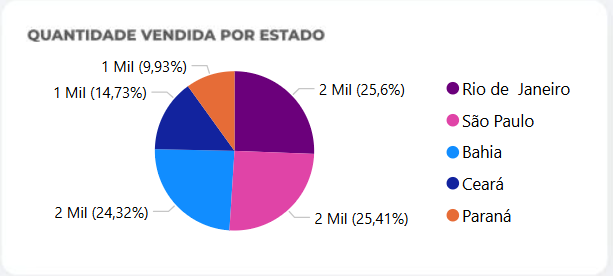 QUANTIDADE VENDIDA POR ESTADO
1 Mil (9,93%)
1 Mil (14,73%)
2 Mil (25,6%)
2 Mil (24,32%)
2 Mil (25,41%)
Rio de  Janeiro
São Paulo
Bahia
Ceará
Paraná